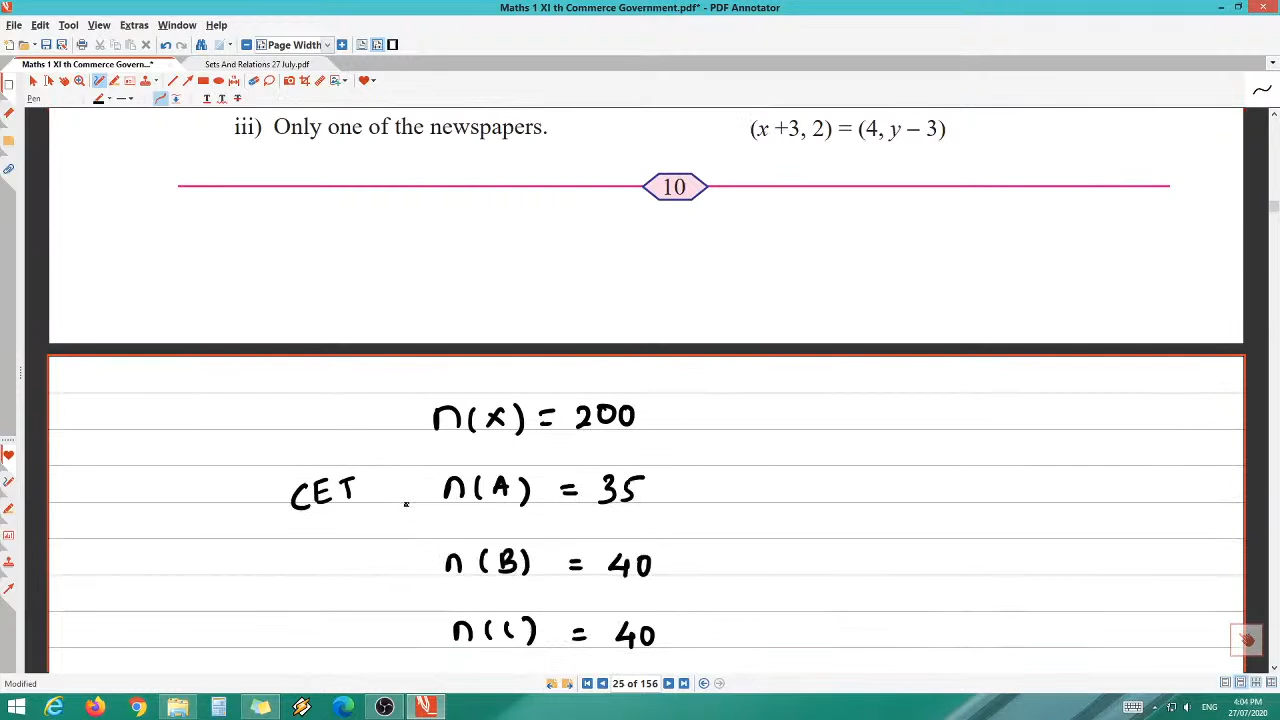 Maths 1 XI th Commerce Government.pdf* - PDF Annotator
File Edit Tool View Extras Window Help
Page Width
Maths 1 XI th Commerce Govern...*
Sets And Relations 27 July.pdf
Pen
iii) Only one of the newspapers.
(x +3, 2) = (4, y – 3)
10
n(X) = 200
CET n(A) = 35
n(B) = 40
n(C) = 40
Modified
25 of 156
4:04 PM
ENG
27/07/2020